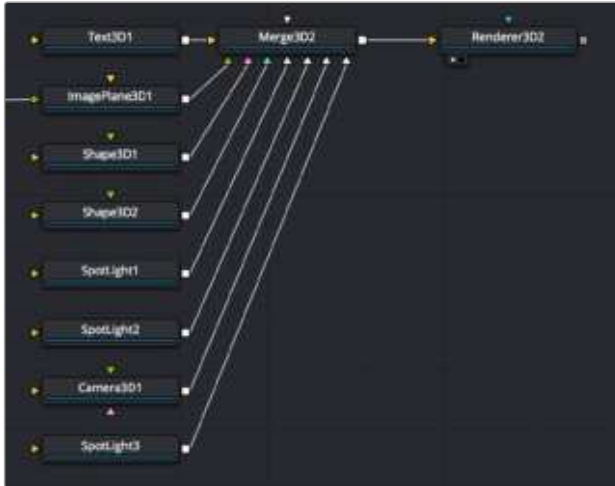 Text3D1
Merge3D2
Renderer3D2
ImagePlane3D1
Shape3D1
Shape3D2
SpotLight1
SpotLight2
Camera3D1
SpotLight3